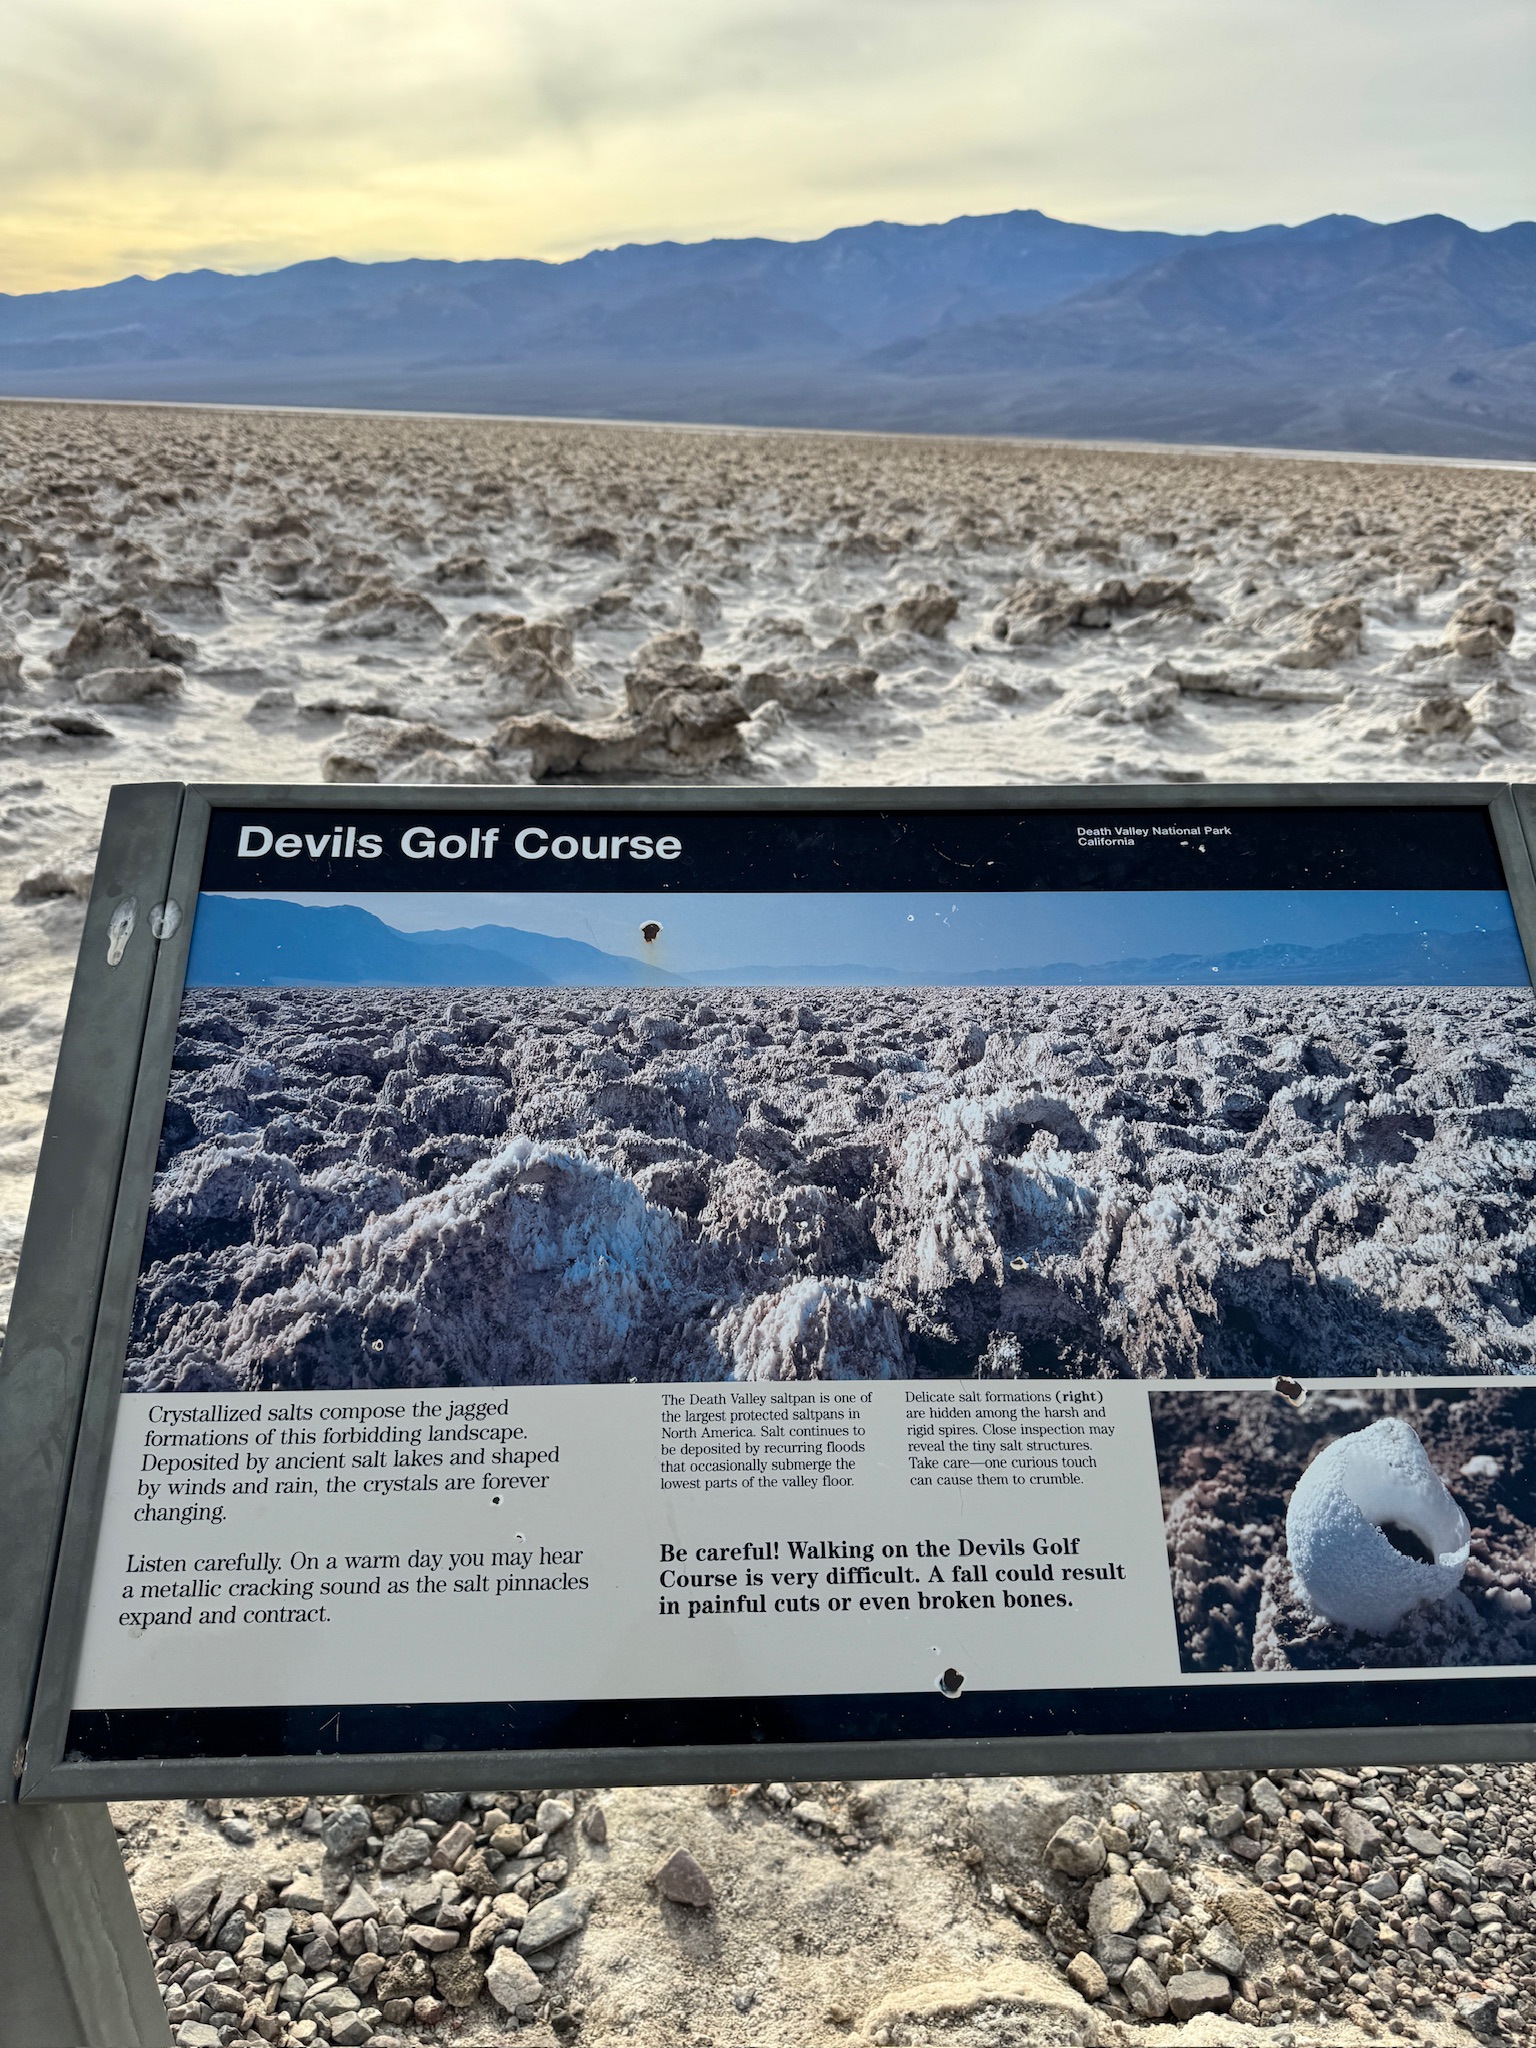 Devils Golf Course
Death Valley National Park
California
Crystallized salts compose the jagged
formations of this forbidding landscape.
Deposited by ancient salt lakes and shaped
by winds and rain, the crystals are forever
changing.
Listen carefully. On a warm day you may hear
a metallic cracking sound as the salt pinnacles
expand and contract.
The Death Valley saltpan is one of
the largest protected saltpans in
North America. Salt continues to
be deposited by recurring floods
that occasionally submerge the
lowest parts of the valley floor.
Delicate salt formations (right)
are hidden among the harsh and
rigid spires. Close inspection may
reveal the tiny salt structures.
Take care—one curious touch
can cause them to crumble.
Be careful! Walking on the Devils Golf
Course is very difficult. A fall could result
in painful cuts or even broken bones.